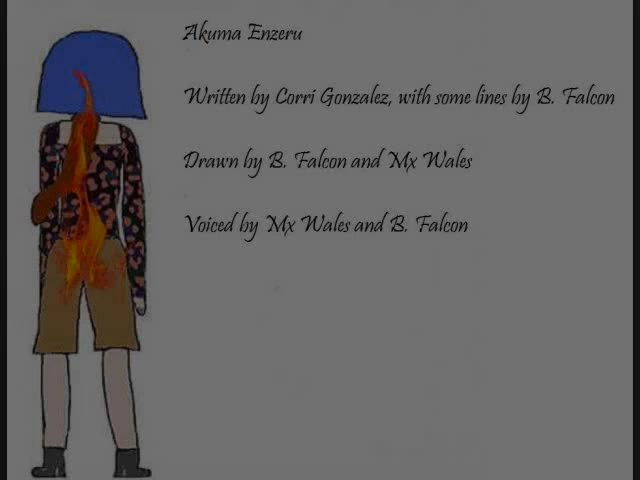 Akuma Enzeru
Written by Corri Gonzalez, with some lines by B. Falcon
Drawn by B. Falcon and Mx Wales
Voiced by Mx Wales and B. Falcon